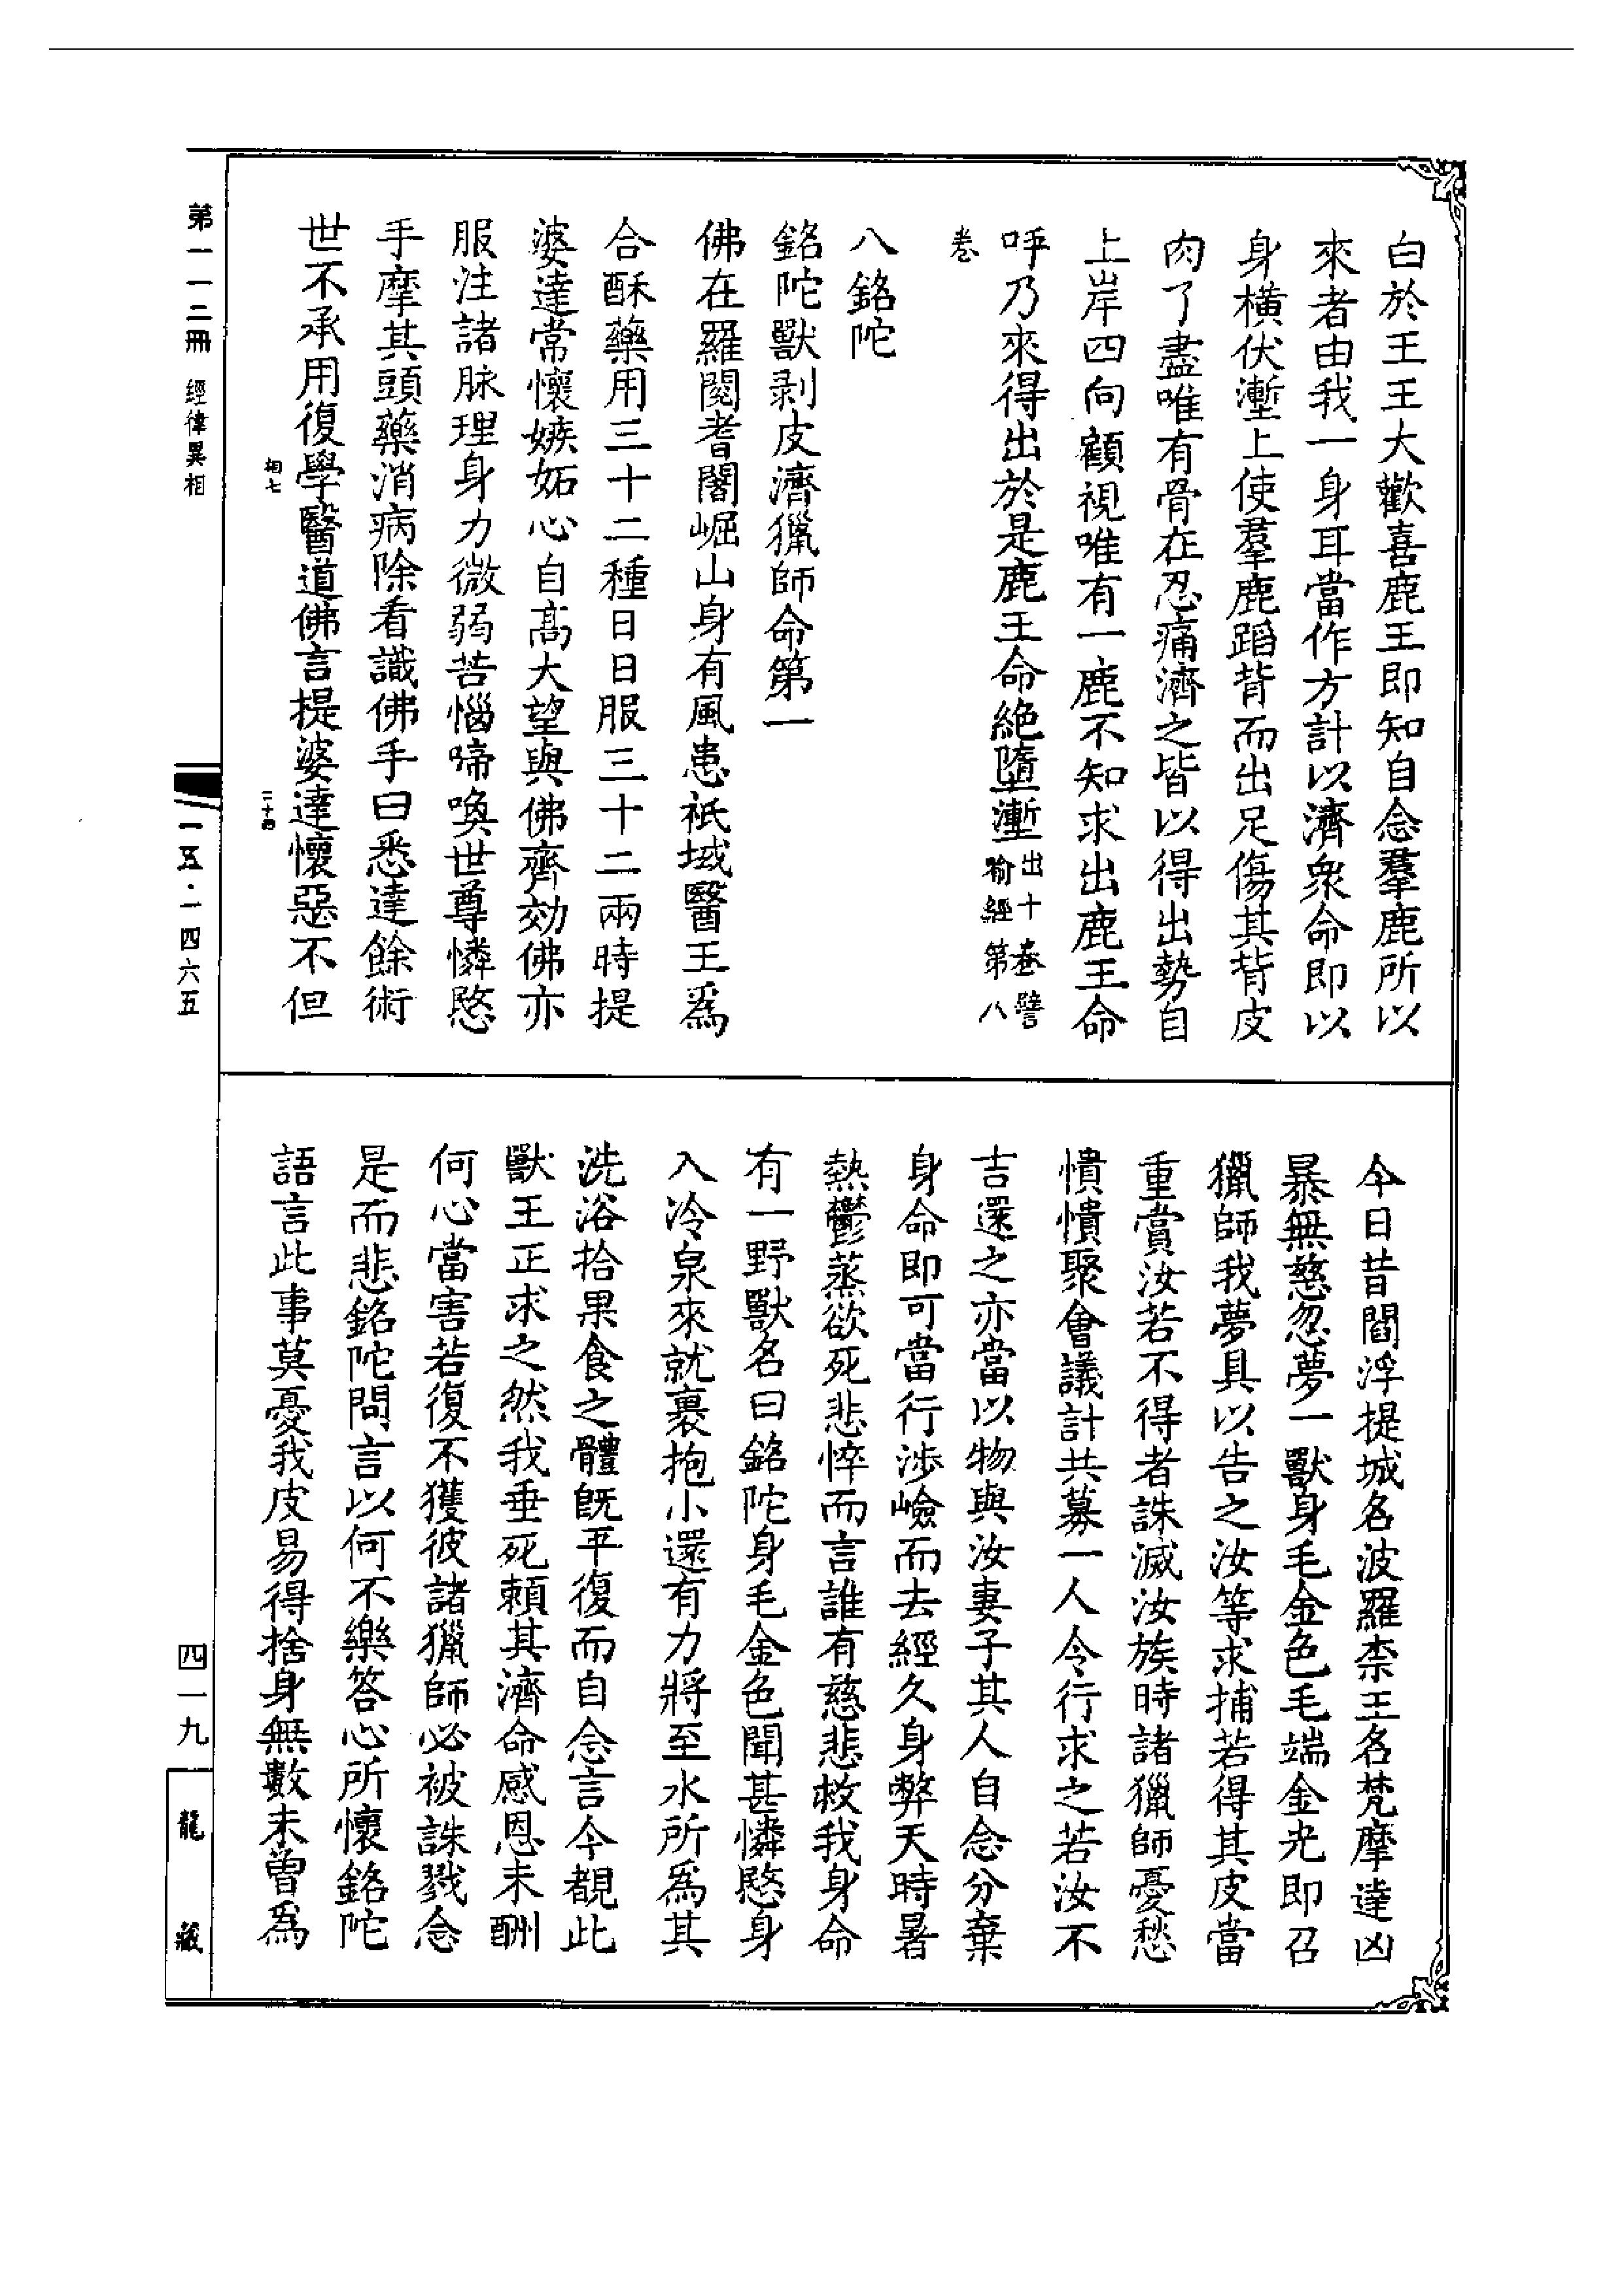 白於王王大歡喜鹿王即知自念羣鹿所以
來者由我一身耳當作方計以濟衆命即以
身橫伏塹上使羣鹿蹈背而出足傷其背皮
肉了盡唯有骨在忍痛濟之皆以得出勢自
上岸四向顧視唯有一鹿不知求出鹿王命
呼乃來得出於是鹿王命絶墮塹出十卷譬喻經第八
卷
八銘陀
銘陀獸剥皮濟獵師命第一
佛在羅閱耆闍崛山身有風患祇域醫王爲
合酥藥用三十二種日日服三十二兩時提
婆達常懷嫉妬心自髙大望與佛齊効佛亦
服注諸脉理身力微弱苦惱啼喚世尊憐愍
手摩其頭藥消病除看識佛手曰悉達餘術
世不承用復學醫道佛言提婆達懷惡不但
相七
二十四
今日昔閻浮提城名波羅柰王名梵摩達凶
暴無慈忽夢一獸身毛金色毛端金光即召
獵師我夢具以告之汝等求捕若得其皮當
重賞汝若不得者誅滅汝族時諸獵師憂愁
憒憒聚會議計共募一人令行求之若汝不
吉還之亦當以物與汝妻子其人自念分棄
身命即可當行涉嶮而去經久身弊天時暑
熱鬱蒸欲死悲悴而言誰有慈悲救我身命
有一野獸名曰銘陀身毛金色聞甚憐愍身
入冷泉來就裹抱小還有力將至水所爲其
洗浴拾果食之體旣平復而自念言今覩此
獸王正求之然我垂死賴其濟命感恩未酬
何心當害若復不獲彼諸獵師必被誅戮念
是而悲銘陀問言以何不樂答心所懷銘陀
語言此事莫憂我皮易得捨身無數未曾爲
第一一二冊 經律異相
一五·一四六五
四一九
龍藏